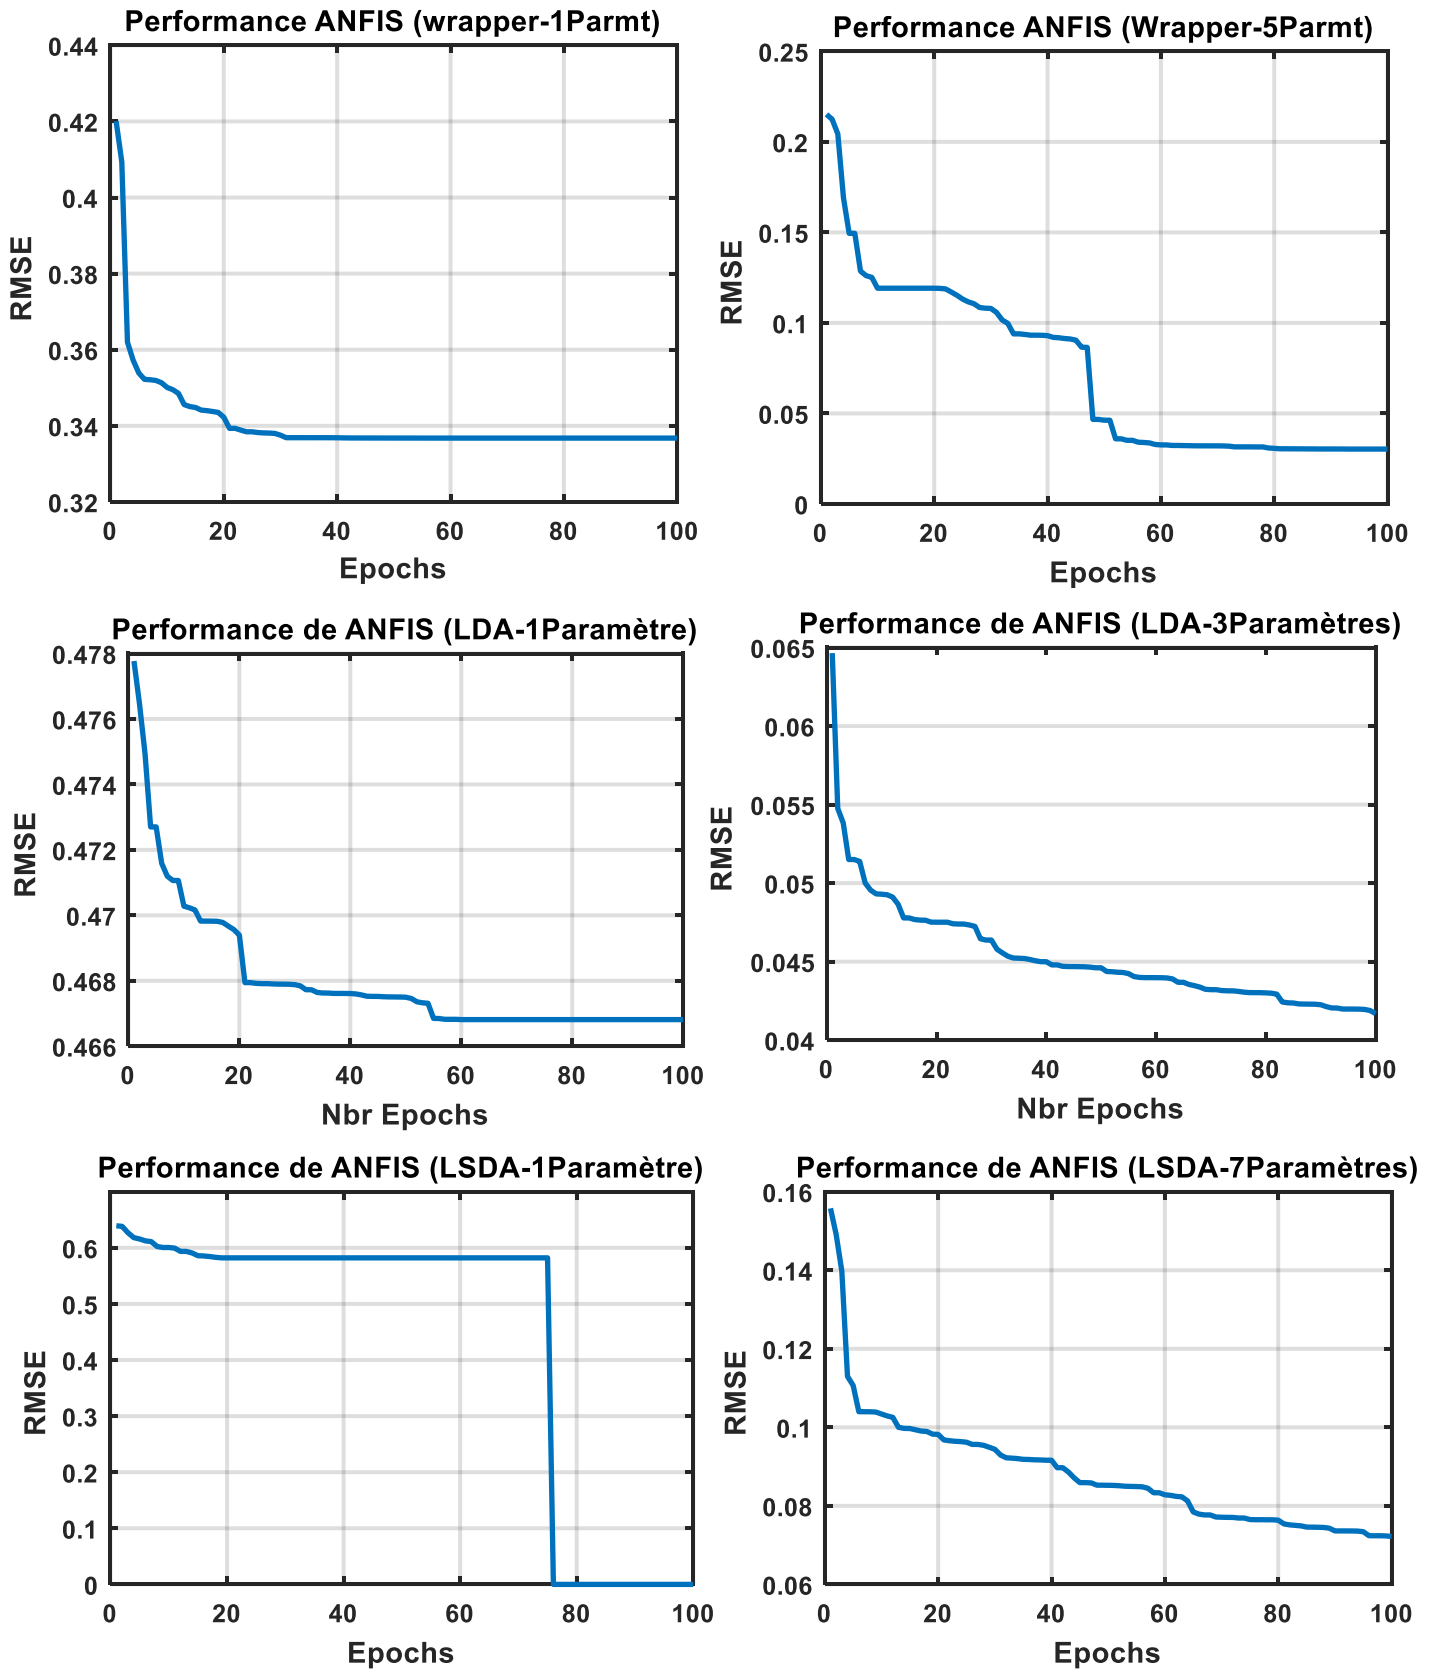 Performance ANFIS (wrapper-1Parmt)
0.44
0.42
0.4
0.38
0.36
0.34
0.32
RMSE
0 20 40 60 80 100
Epochs
Performance ANFIS (Wrapper-5Parmt)
0.25
0.2
0.15
0.1
0.05
0
RMSE
0 20 40 60 80 100
Epochs
Performance de ANFIS (LDA-1Paramètre)
0.478
0.476
0.474
0.472
0.47
0.468
0.466
RMSE
0 20 40 60 80 100
Nbr Epochs
Performance de ANFIS (LDA-3Paramètres)
0.065
0.06
0.055
0.05
0.045
0.04
RMSE
0 20 40 60 80 100
Nbr Epochs
Performance de ANFIS (LSDA-1Paramètre)
0.6
0.5
0.4
0.3
0.2
0.1
0
RMSE
0 20 40 60 80 100
Epochs
Performance de ANFIS (LSDA-7Paramètres)
0.16
0.14
0.12
0.1
0.08
0.06
RMSE
0 20 40 60 80 100
Epochs